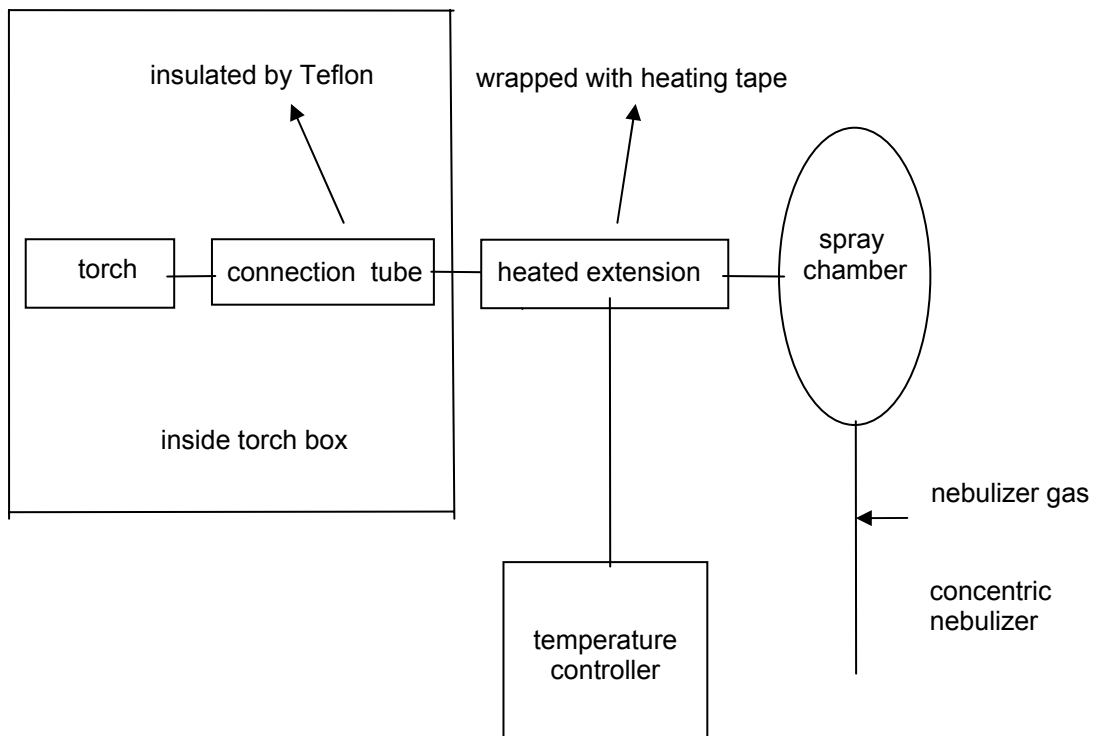 insulated by Teflon
wrapped with heating tape
torch
connection tube
heated extension
spray
chamber
inside torch box
nebulizer gas
concentric
nebulizer
temperature
controller